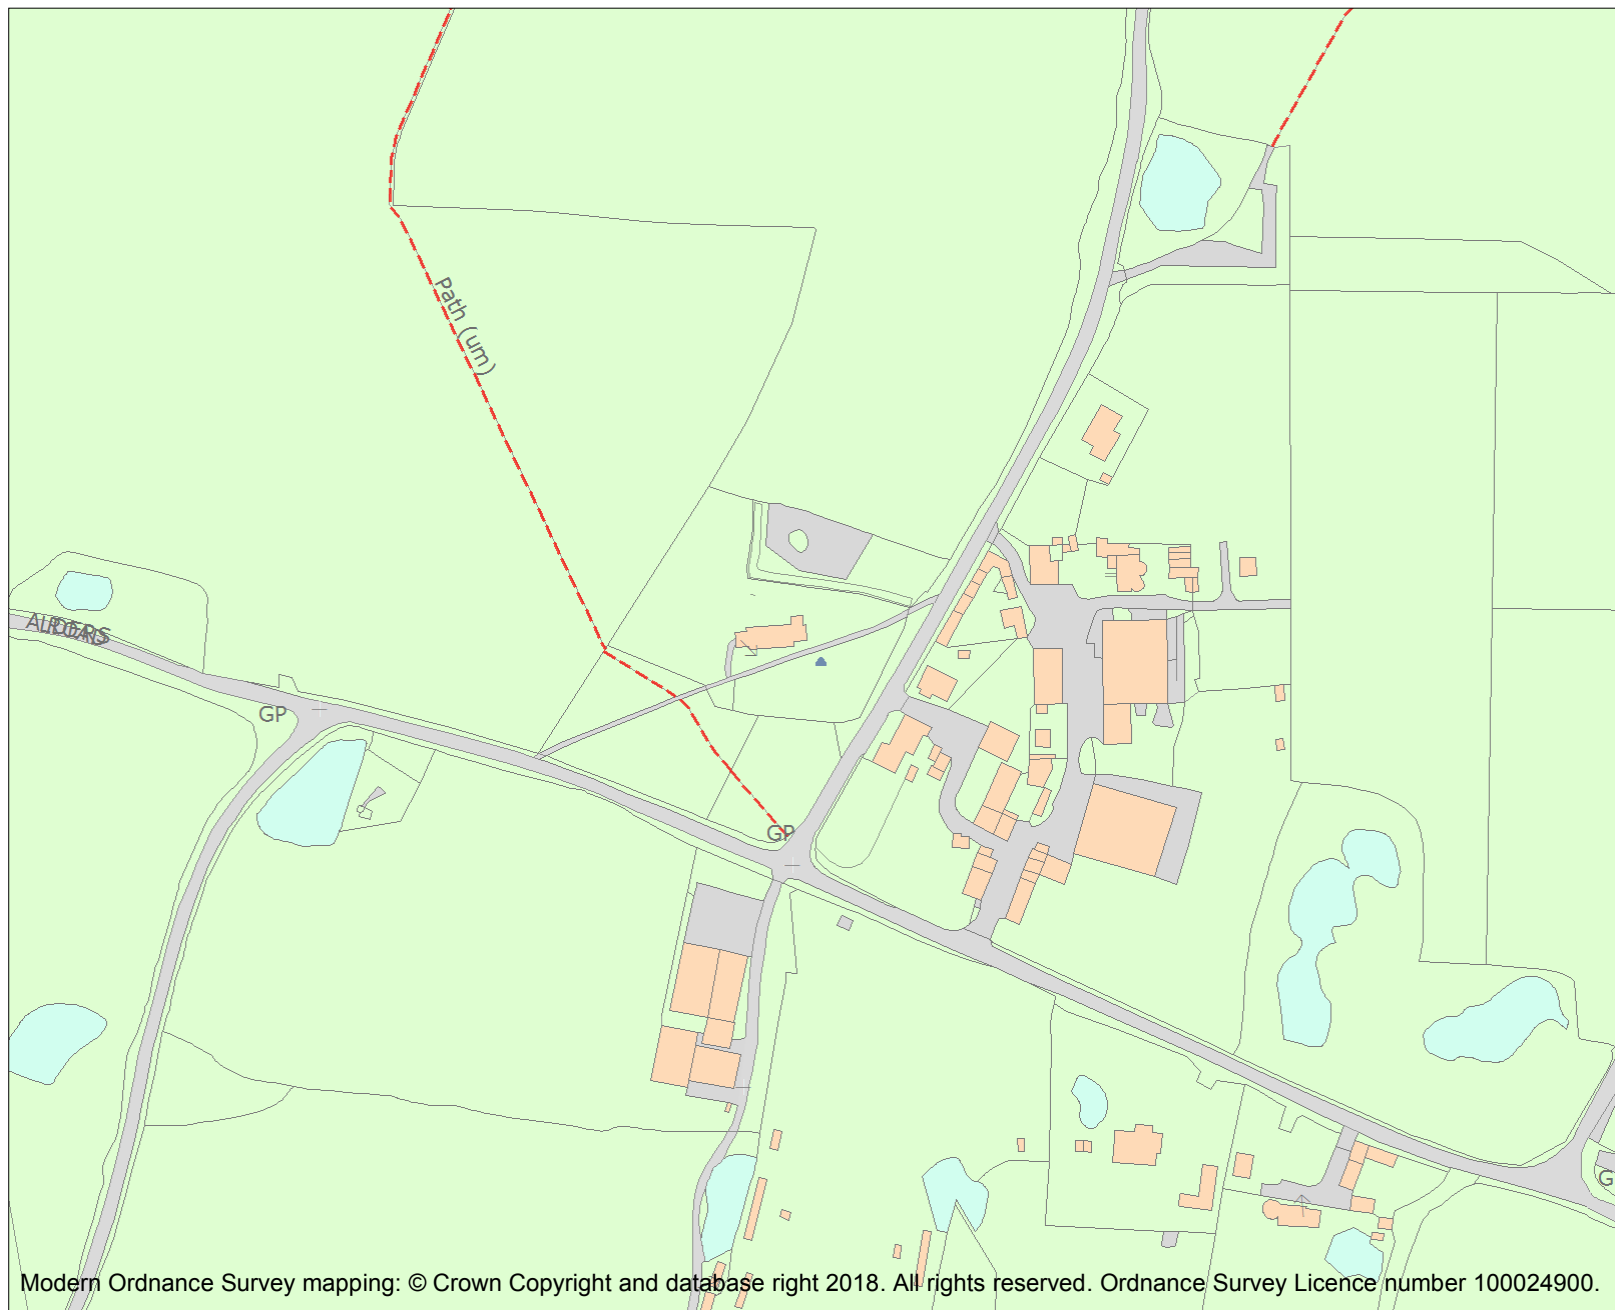 Path (um)
GP
GP
G
Modern Ordnance Survey mapping: © Crown Copyright and database right 2018. All rights reserved. Ordnance Survey Licence number 100024900.